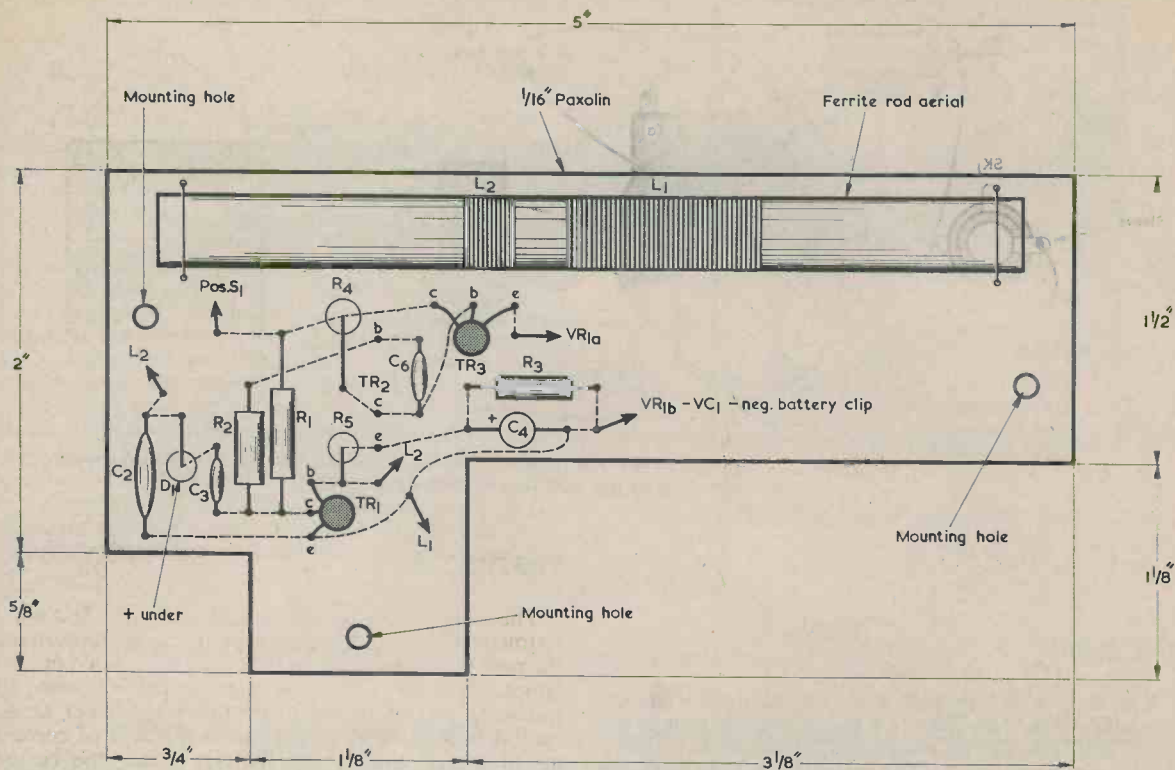 5"
Mounting hole
1/16" Paxolin
Ferrite rod aerial
SK1
L2
L1
Pos.S1
R4
c
b
e
VR1a
TR3
1 1/2"
2"
L2
b
C6
R3
TR2
c
VR1b – VC1 – neg. battery clip
R2
R1
R5
e
+
C4
Mounting hole
C2
D1
C3
b
L2
c
TR1
e
L1
Mounting hole
1 1/8"
5/8"
+ under
Mounting hole
3/4"
1 1/8"
3 1/8"